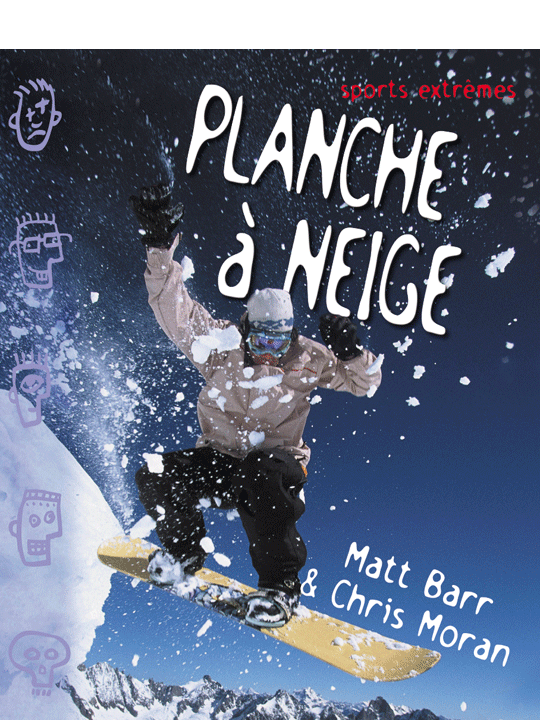 sports extrêmes
PLANCHE
à NEIGE
Matt Barr
& Chris Moran